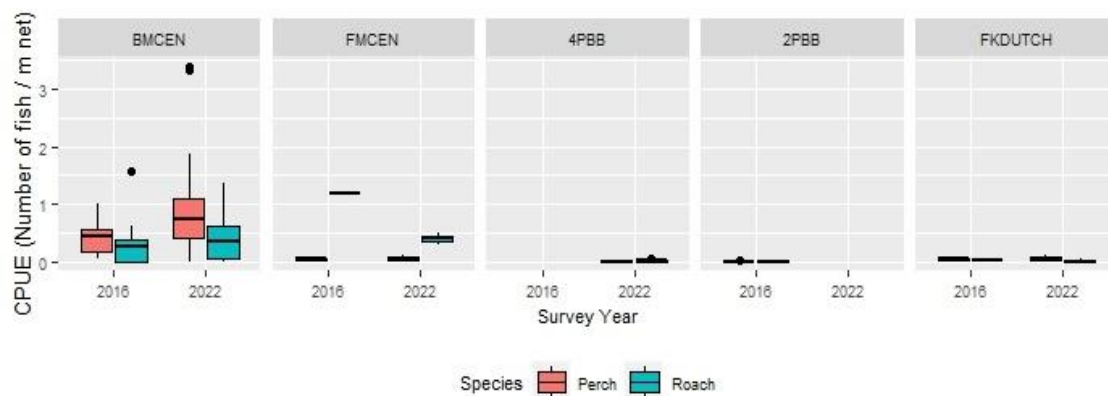 BMCEN FMCEN 4PBB 2PBB FKDUTCH
CPUE (Number of fish / m net)
3
2
1
0
2016 2022 2016 2022 2016 2022 2016 2022 2016 2022
Survey Year
Species Perch Roach